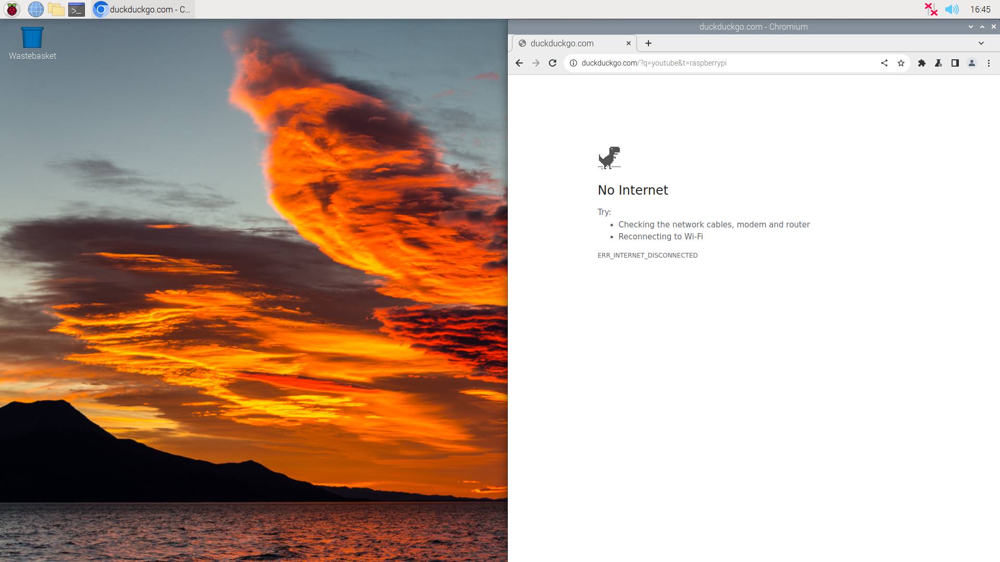 duckduckgo.com - C...
16:45
Wastebasket
duckduckgo.com - Chromium
duckduckgo.com
duckduckgo.com/?q=youtube&t=raspberrypi
No Internet
Try:
• Checking the network cables, modem and router
• Reconnecting to Wi-Fi
ERR_INTERNET_DISCONNECTED